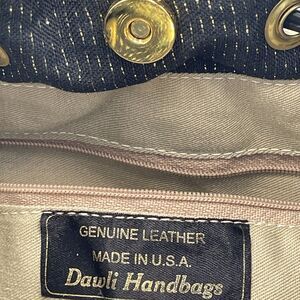 GENUINE LEATHER
MADE IN U.S.A.
Dawli Handbags